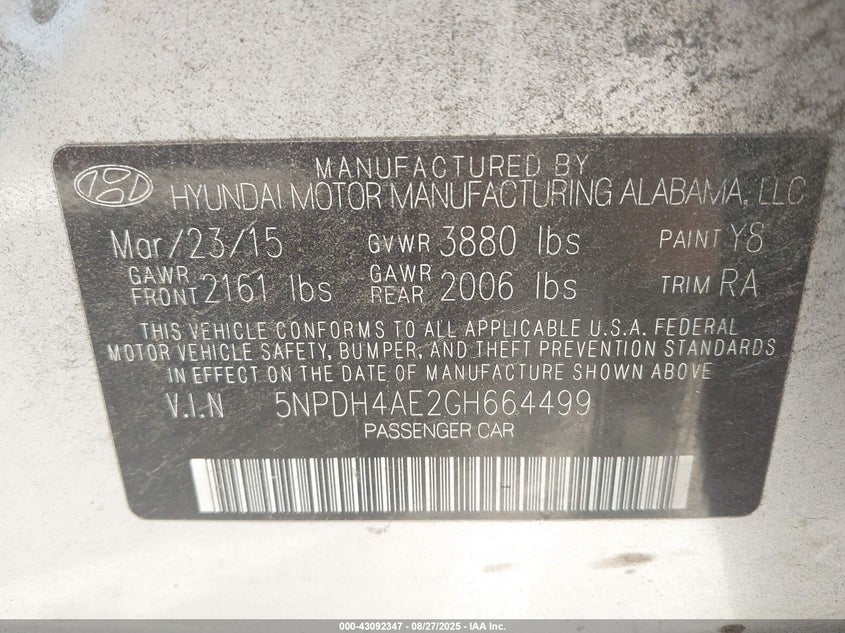 MANUFACTURED BY
HYUNDAI MOTOR MANUFACTURING ALABAMA, LLC
Mar/23/15 GVWR 3880 lbs PAINT Y8
GAWR FRONT 2161 lbs GAWR REAR 2006 lbs TRIM RA
THIS VEHICLE CONFORMS TO ALL APPLICABLE U.S.A. FEDERAL
MOTOR VEHICLE SAFETY, BUMPER, AND THEFT PREVENTION STANDARDS
IN EFFECT ON THE DATE OF MANUFACTURE SHOWN ABOVE
V.I.N 5NPDH4AE2GH664499
PASSENGER CAR
000-43092347 - 08/27/2025 - IAA Inc.